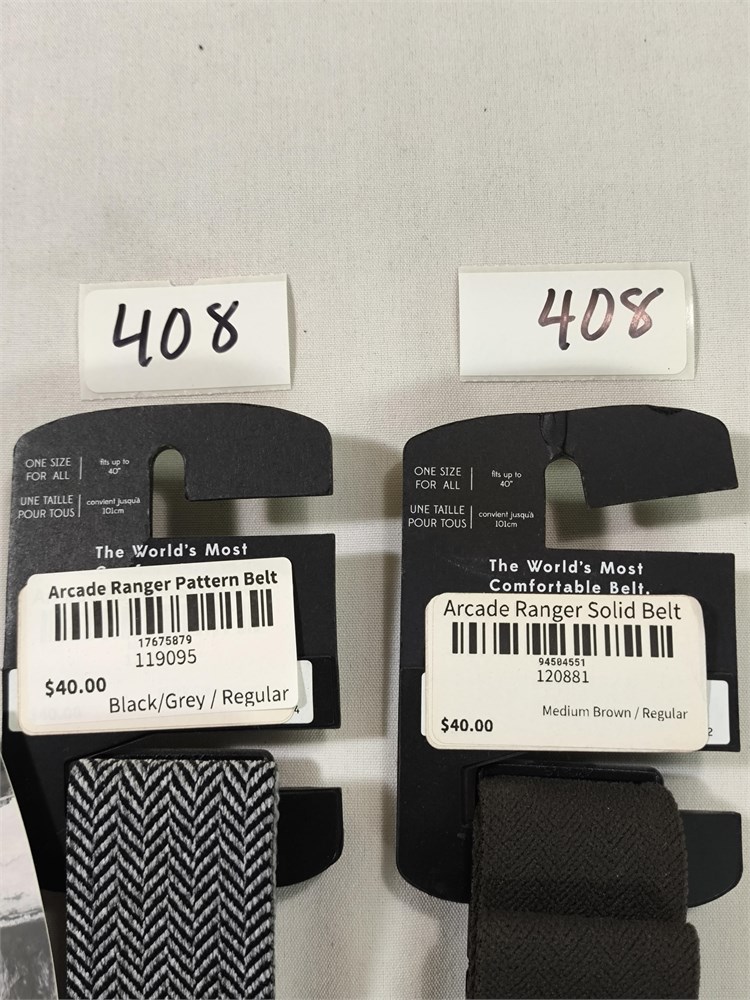 408
408
ONE SIZE
FOR ALL
fits up to
40"
UNE TAILLE
POUR TOUS
convient jusqu'à
101cm
The World's Most
Arcade Ranger Pattern Belt
17675879
119095
$40.00
Black/Grey / Regular
4
ONE SIZE
FOR ALL
fits up to
40"
UNE TAILLE
POUR TOUS
convient jusqu'à
101cm
The World's Most
Comfortable Belt.
Arcade Ranger Solid Belt
94584551
120881
Medium Brown / Regular
$40.00
2